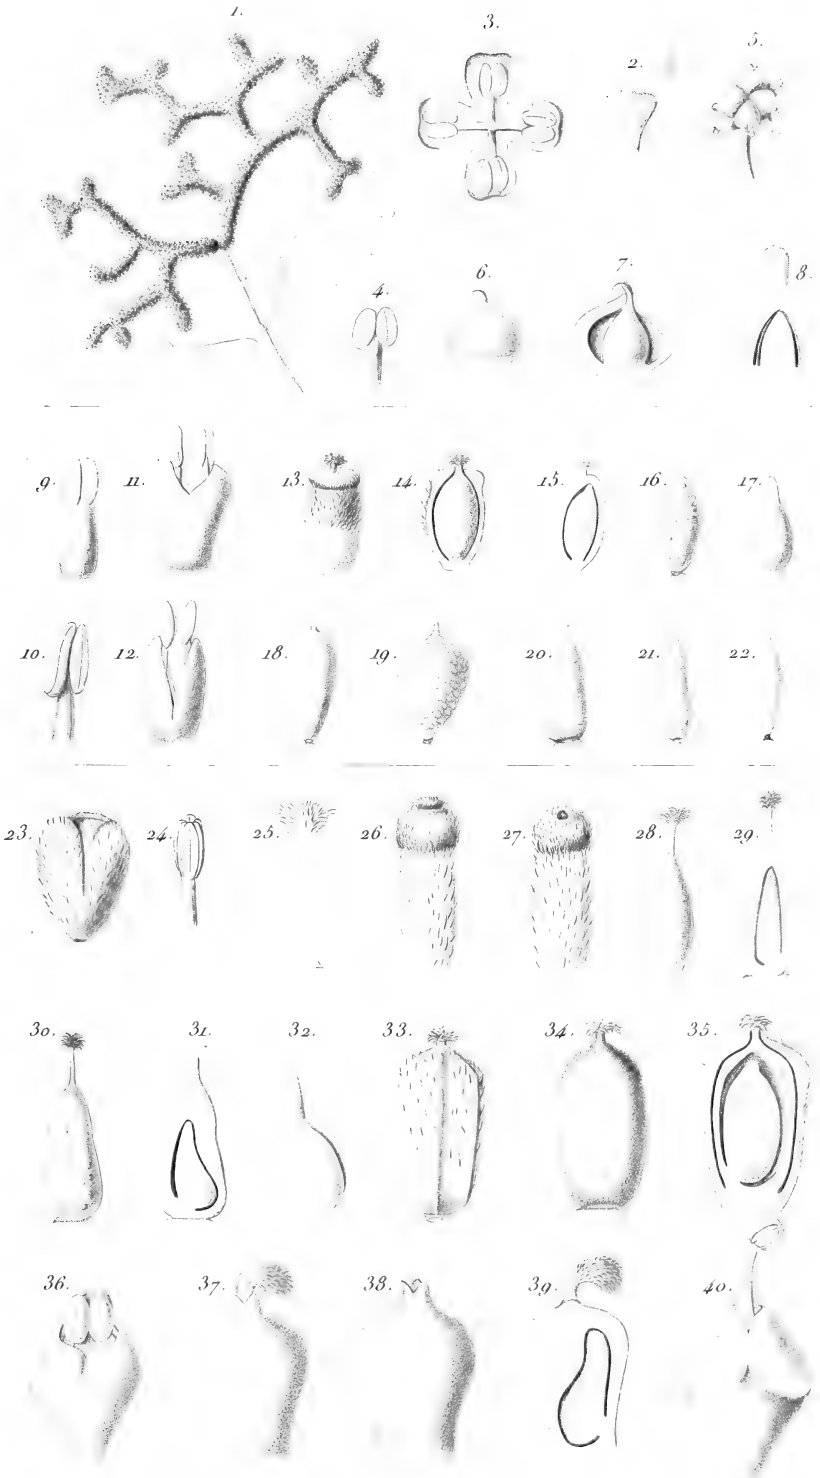 1. 3. 2. 5.
4. 6. 7. 8.
9. 11. 13. 14. 15. 16. 17.
10. 12. 18. 19. 20. 21. 22.
23. 24. 25. 26. 27. 28. 29.
30. 31. 32. 33. 34. 35.
36. 37. 38. 39. 40.